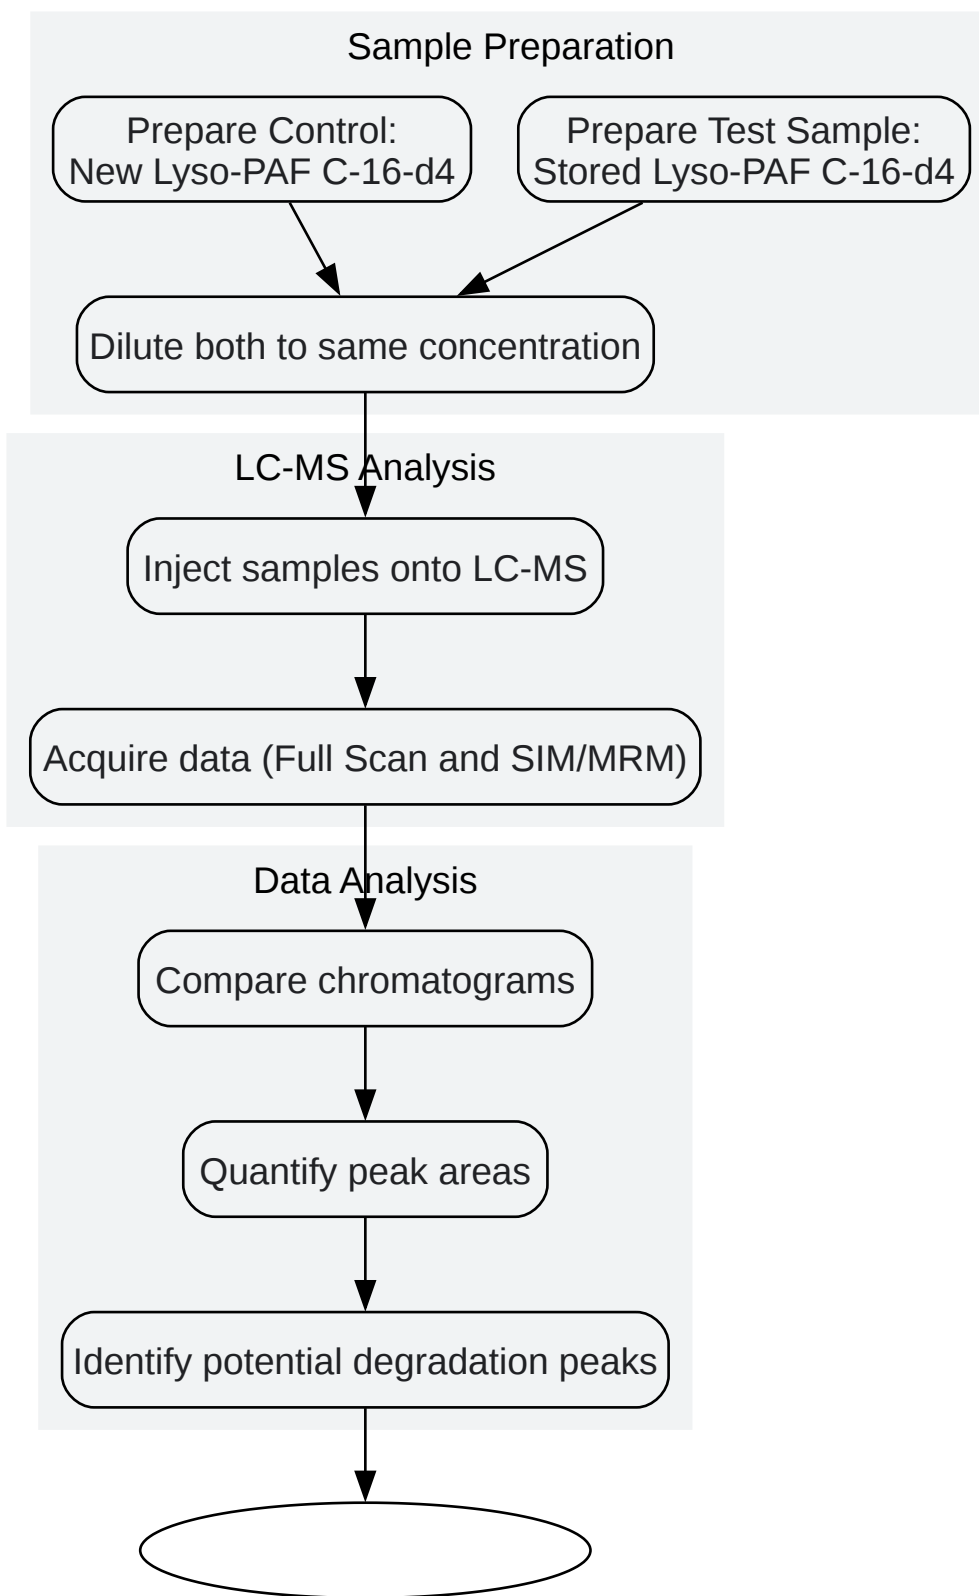 Sample Preparation
Prepare Control:
New Lyso-PAF C-16-d4
Prepare Test Sample:
Stored Lyso-PAF C-16-d4
Dilute both to same concentration
LC-MS Analysis
Inject samples onto LC-MS
Acquire data (Full Scan and SIM/MRM)
Data Analysis
Compare chromatograms
Quantify peak areas
Identify potential degradation peaks